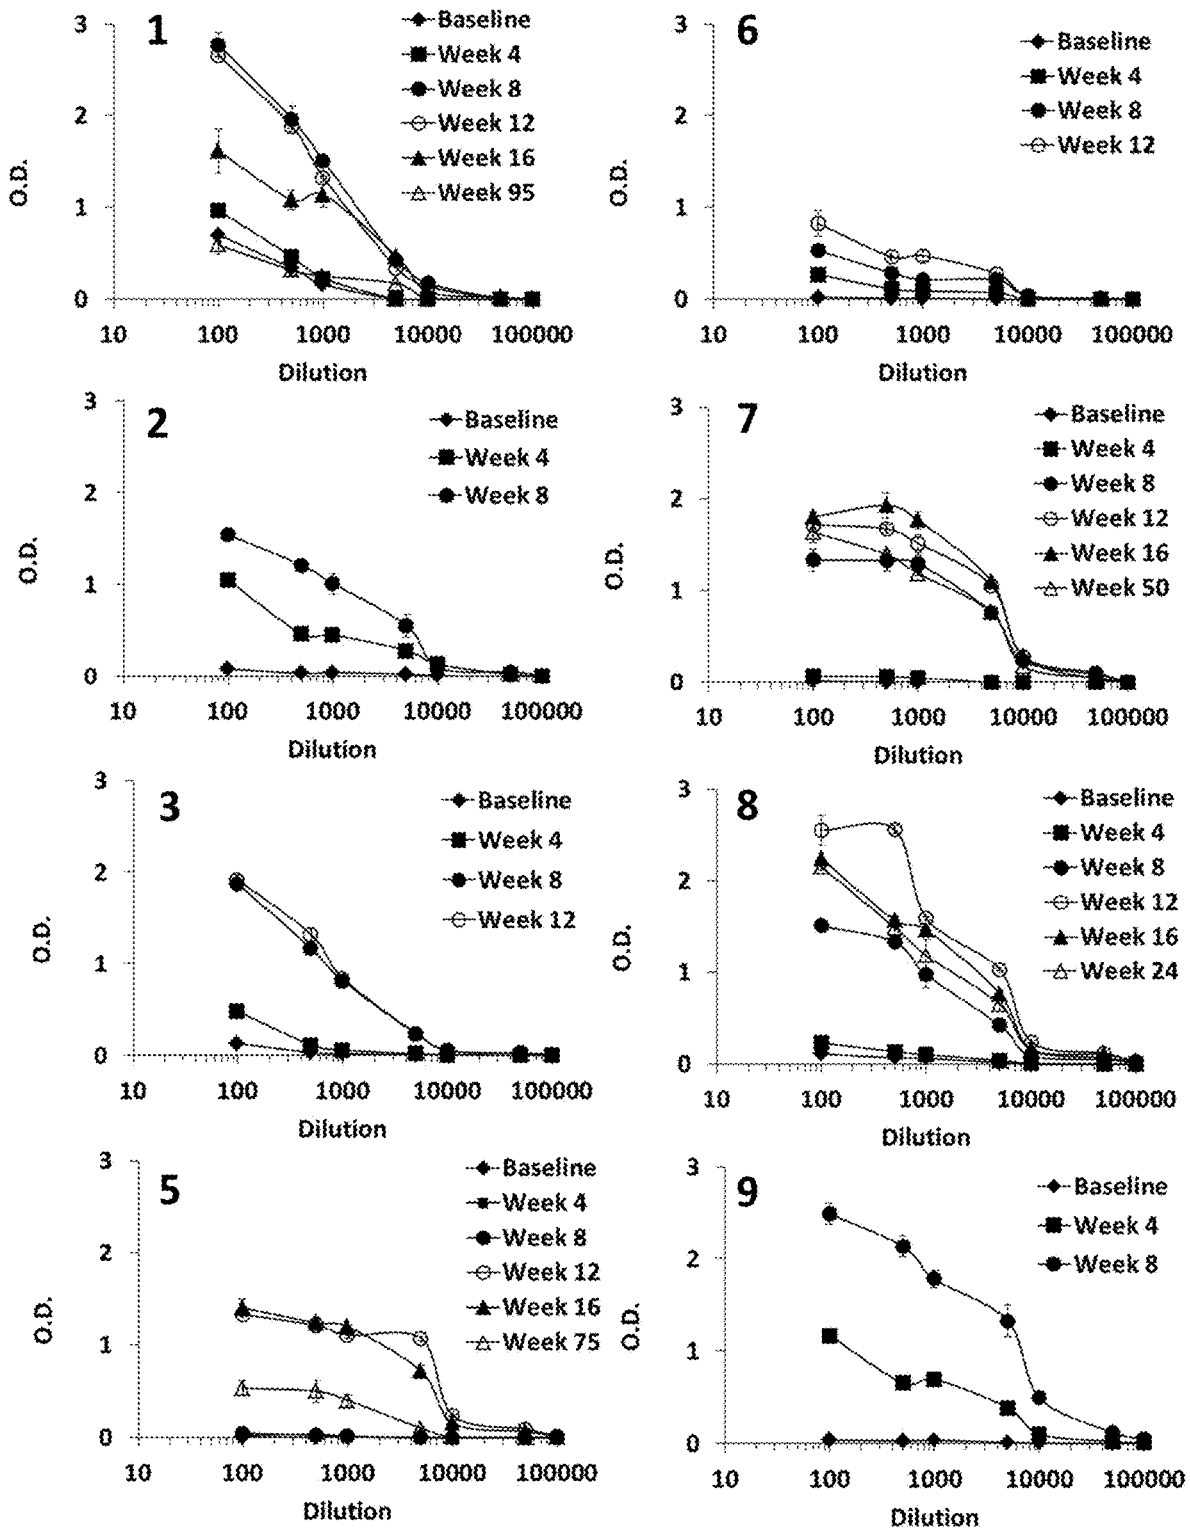 1
3
2
1
0
O.D.
10 100 1000 10000 100000
Dilution
Baseline
Week 4
Week 8
Week 12
Week 16
Week 95
6
3
2
1
0
O.D.
10 100 1000 10000 100000
Dilution
Baseline
Week 4
Week 8
Week 12
2
3
2
1
0
O.D.
10 100 1000 10000 100000
Dilution
Baseline
Week 4
Week 8
7
3
2
1
0
O.D.
10 100 1000 10000 100000
Dilution
Baseline
Week 4
Week 8
Week 12
Week 16
Week 50
3
3
2
1
0
O.D.
10 100 1000 10000 100000
Dilution
Baseline
Week 4
Week 8
Week 12
8
3
2
1
0
O.D.
10 100 1000 10000 100000
Dilution
Baseline
Week 4
Week 8
Week 12
Week 16
Week 24
5
3
2
1
0
O.D.
10 100 1000 10000 100000
Dilution
Baseline
Week 4
Week 8
Week 12
Week 16
Week 75
9
3
2
1
0
O.D.
10 100 1000 10000 100000
Dilution
Baseline
Week 4
Week 8